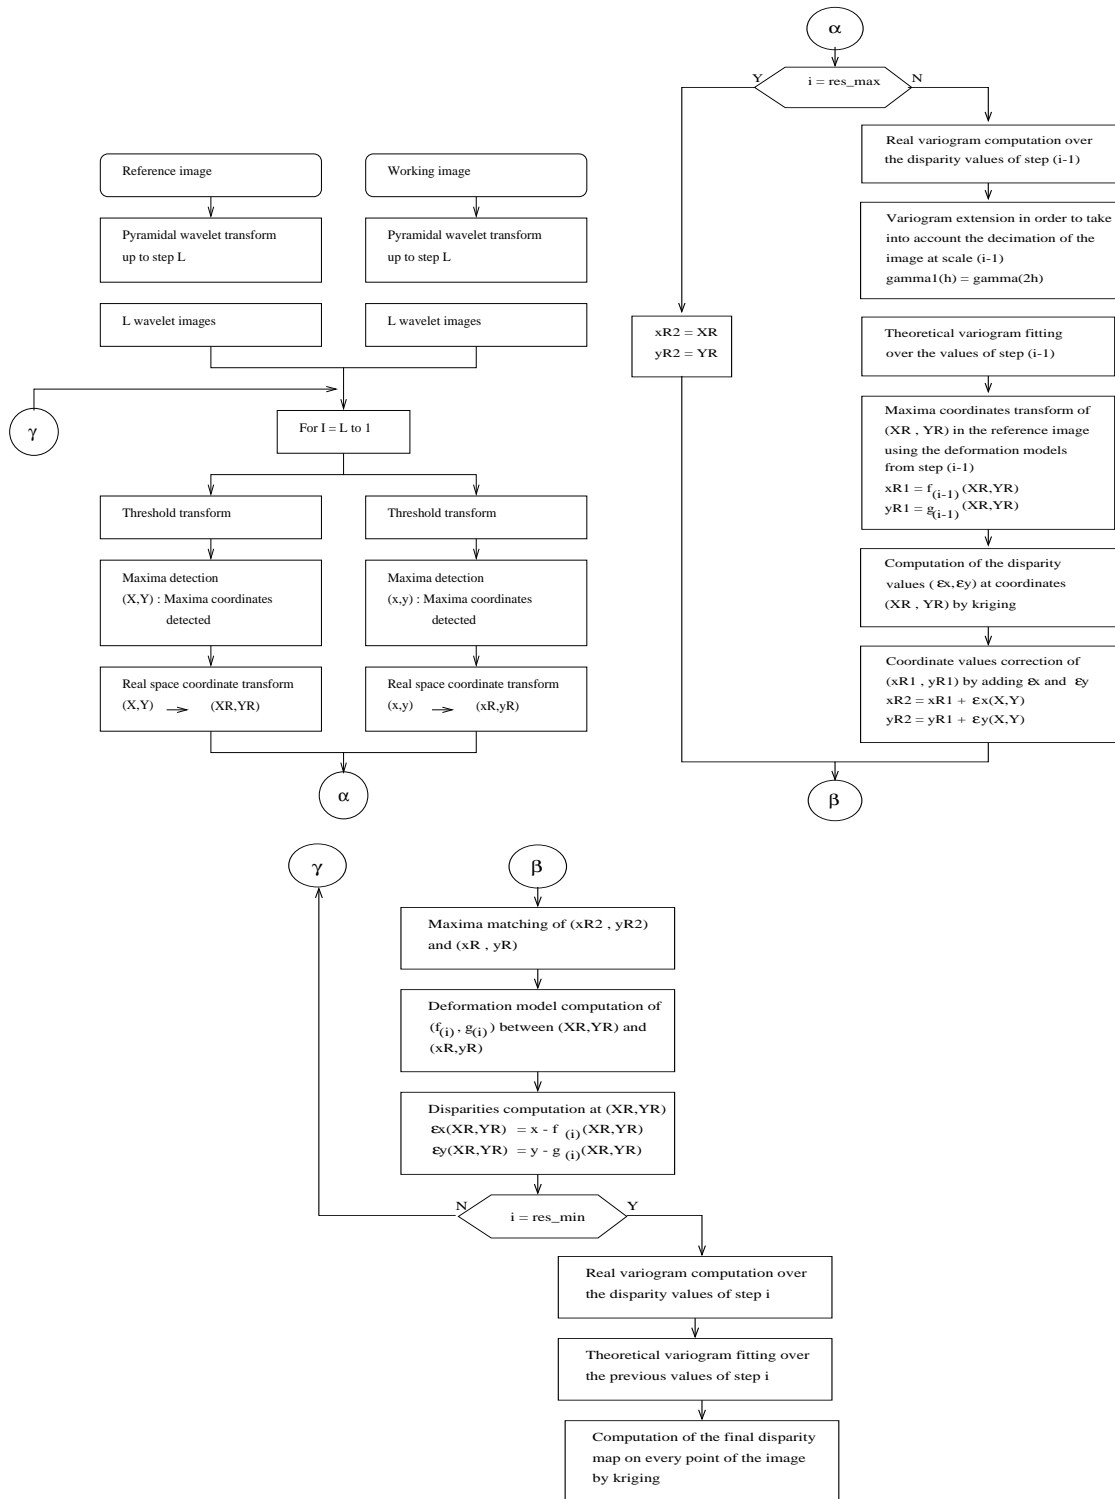 Reference image
Working image
Pyramidal wavelet transform
up to step L
Pyramidal wavelet transform
up to step L
L wavelet images
L wavelet images
γ
For I = L to 1
Threshold transform
Threshold transform
Maxima detection
(X,Y) : Maxima coordinates
detected
Maxima detection
(x,y) : Maxima coordinates
detected
Real space coordinate transform
(X,Y) → (XR,YR)
Real space coordinate transform
(x,y) → (xR,yR)
α
α
Y
i = res_max
N
xR2 = XR
yR2 = YR
Real variogram computation over
the disparity values of step (i-1)
Variogram extension in order to take
into account the decimation of the
image at scale (i-1)
gamma1(h) = gamma(2h)
Theoretical variogram fitting
over the values of step (i-1)
Maxima coordinates transform of
(XR , YR) in the reference image
using the deformation models
from step (i-1)
xR1 = f(i-1)(XR,YR)
yR1 = g(i-1)(XR,YR)
Computation of the disparity
values ( εx,εy) at coordinates
(XR , YR) by kriging
Coordinate values correction of
(xR1 , yR1) by adding εx and εy
xR2 = xR1 + εx(X,Y)
yR2 = yR1 + εy(X,Y)
β
γ
β
Maxima matching of (xR2 , yR2)
and (xR , yR)
Deformation model computation of
(f(i) , g(i) ) between (XR,YR) and
(xR,yR)
Disparities computation at (XR,YR)
εx(XR,YR) = x - f (i)(XR,YR)
εy(XR,YR) = y - g (i)(XR,YR)
N
i = res_min
Y
Real variogram computation over
the disparity values of step i
Theoretical variogram fitting over
the previous values of step i
Computation of the final disparity
map on every point of the image
by kriging